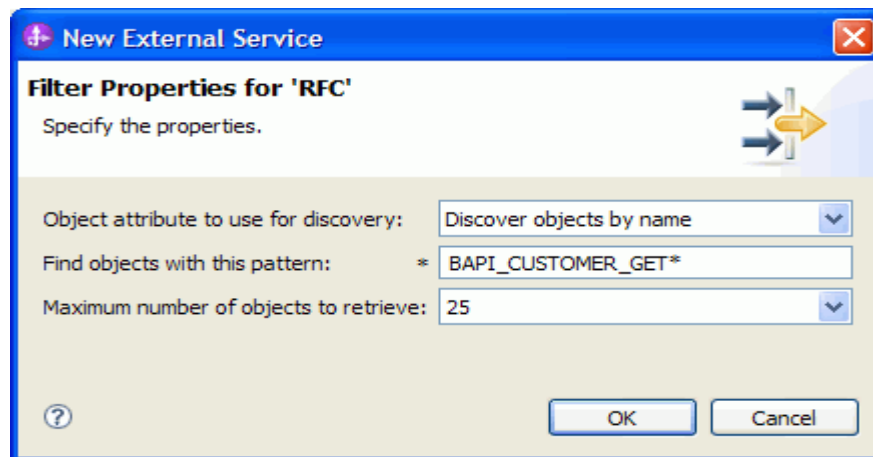 New External Service
Filter Properties for 'RFC'
Specify the properties.
Object attribute to use for discovery: Discover objects by name
Find objects with this pattern: * BAPI_CUSTOMER_GET*
Maximum number of objects to retrieve: 25
? OK Cancel